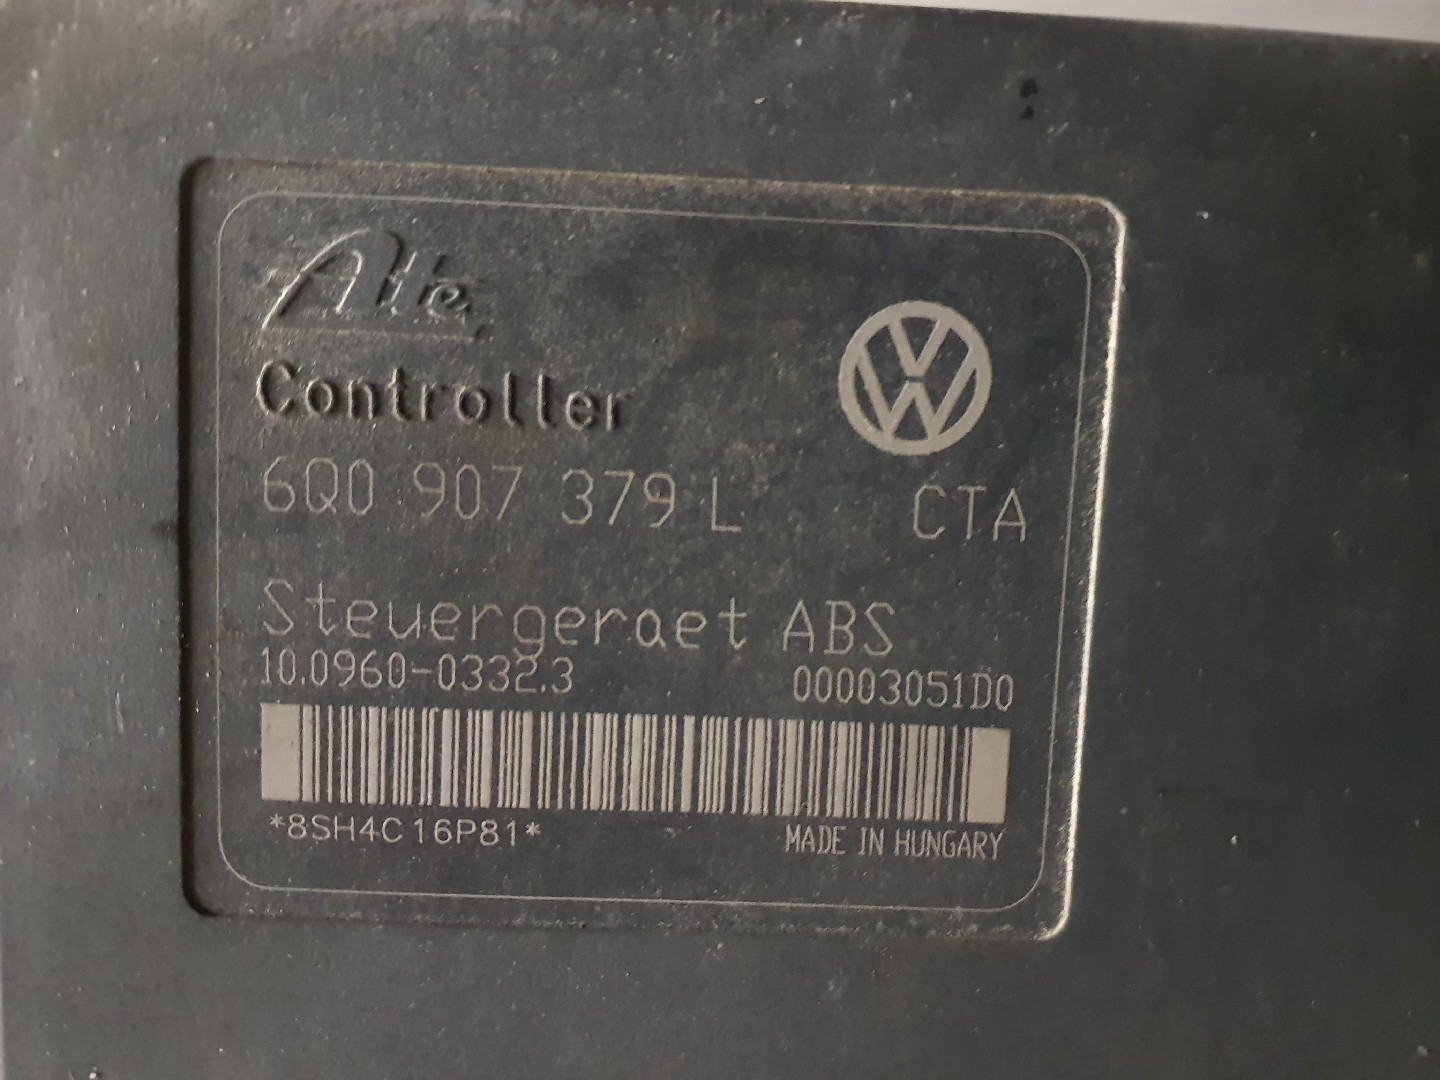 Ate
Controller
6Q0 907 379 L CTA
Steuergeraet ABS
10.0960-0332.3 00003051D0
*8SH4C16P81* MADE IN HUNGARY